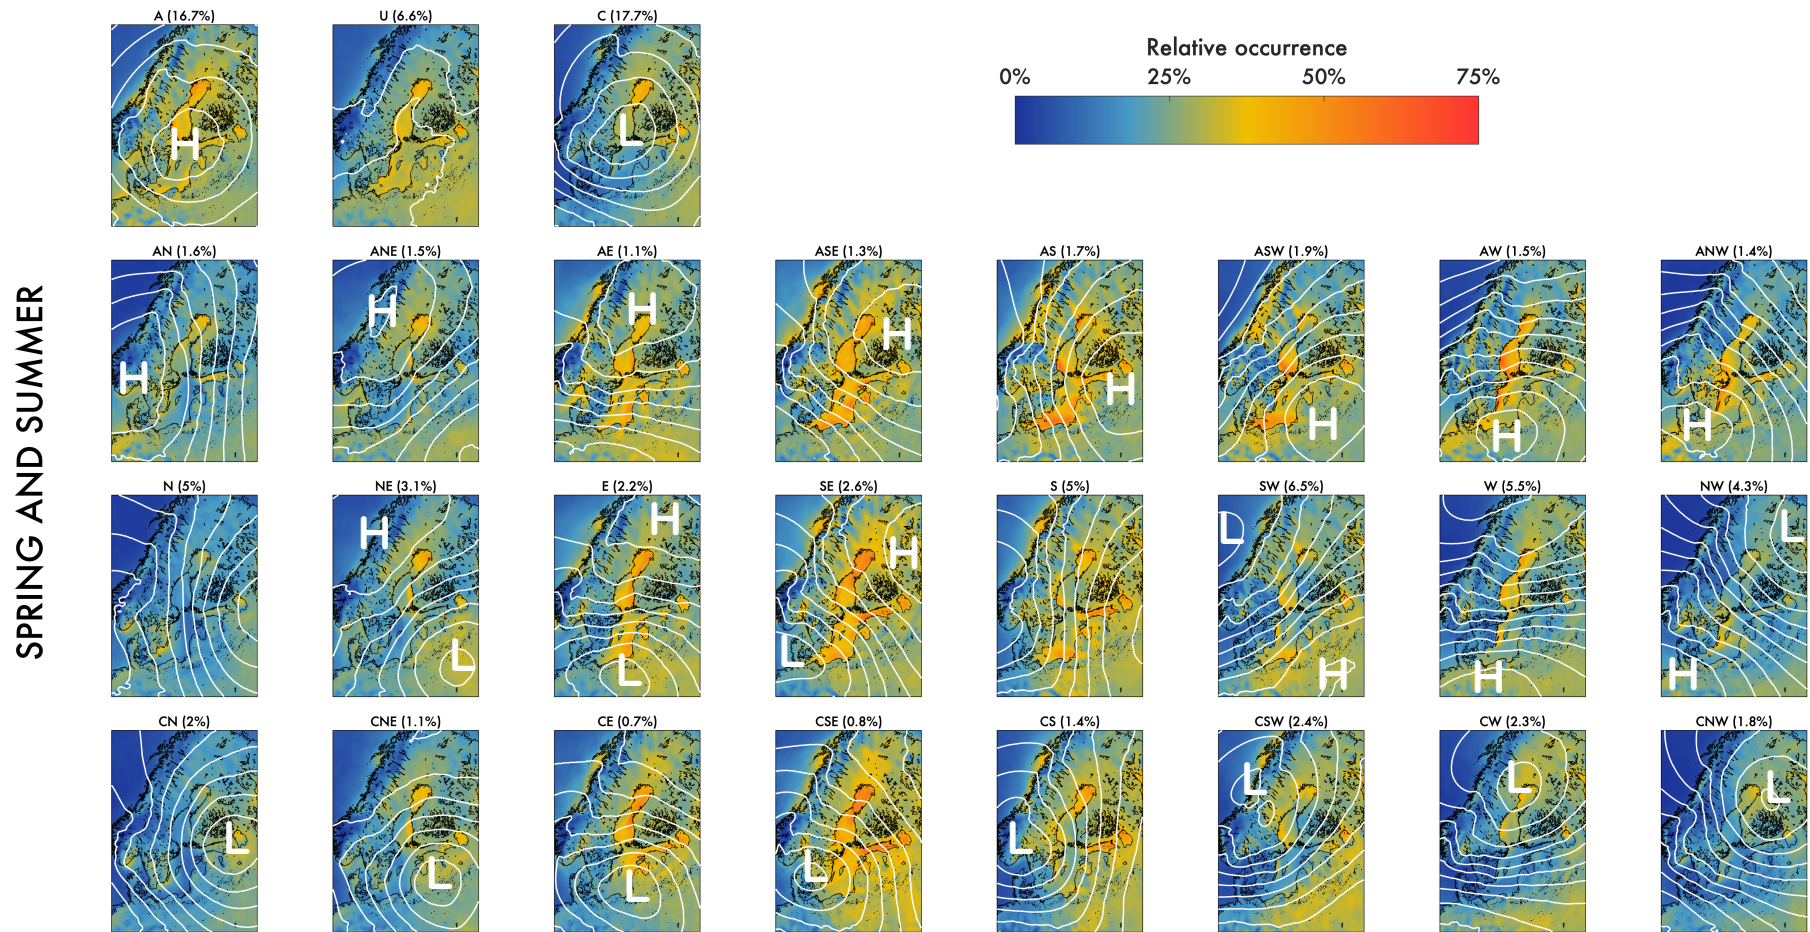 A (16.7%)
U (6.6%)
C (17.7%)
Relative occurrence
0% 25% 50% 75%
H
L
SPRING AND SUMMER
AN (1.6%)
ANE (1.5%)
AE (1.1%)
ASE (1.3%)
AS (1.7%)
ASW (1.9%)
AW (1.5%)
ANW (1.4%)
H
H
H
H
H
H
H
H
N (5%)
NE (3.1%)
E (2.2%)
SE (2.6%)
S (5%)
SW (6.5%)
W (5.5%)
NW (4.3%)
H
L
H
L
H
L
L
H
H
L
H
CN (2%)
CNE (1.1%)
CE (0.7%)
CSE (0.8%)
CS (1.4%)
CSW (2.4%)
CW (2.3%)
CNW (1.8%)
L
L
L
L
L
L
L
L